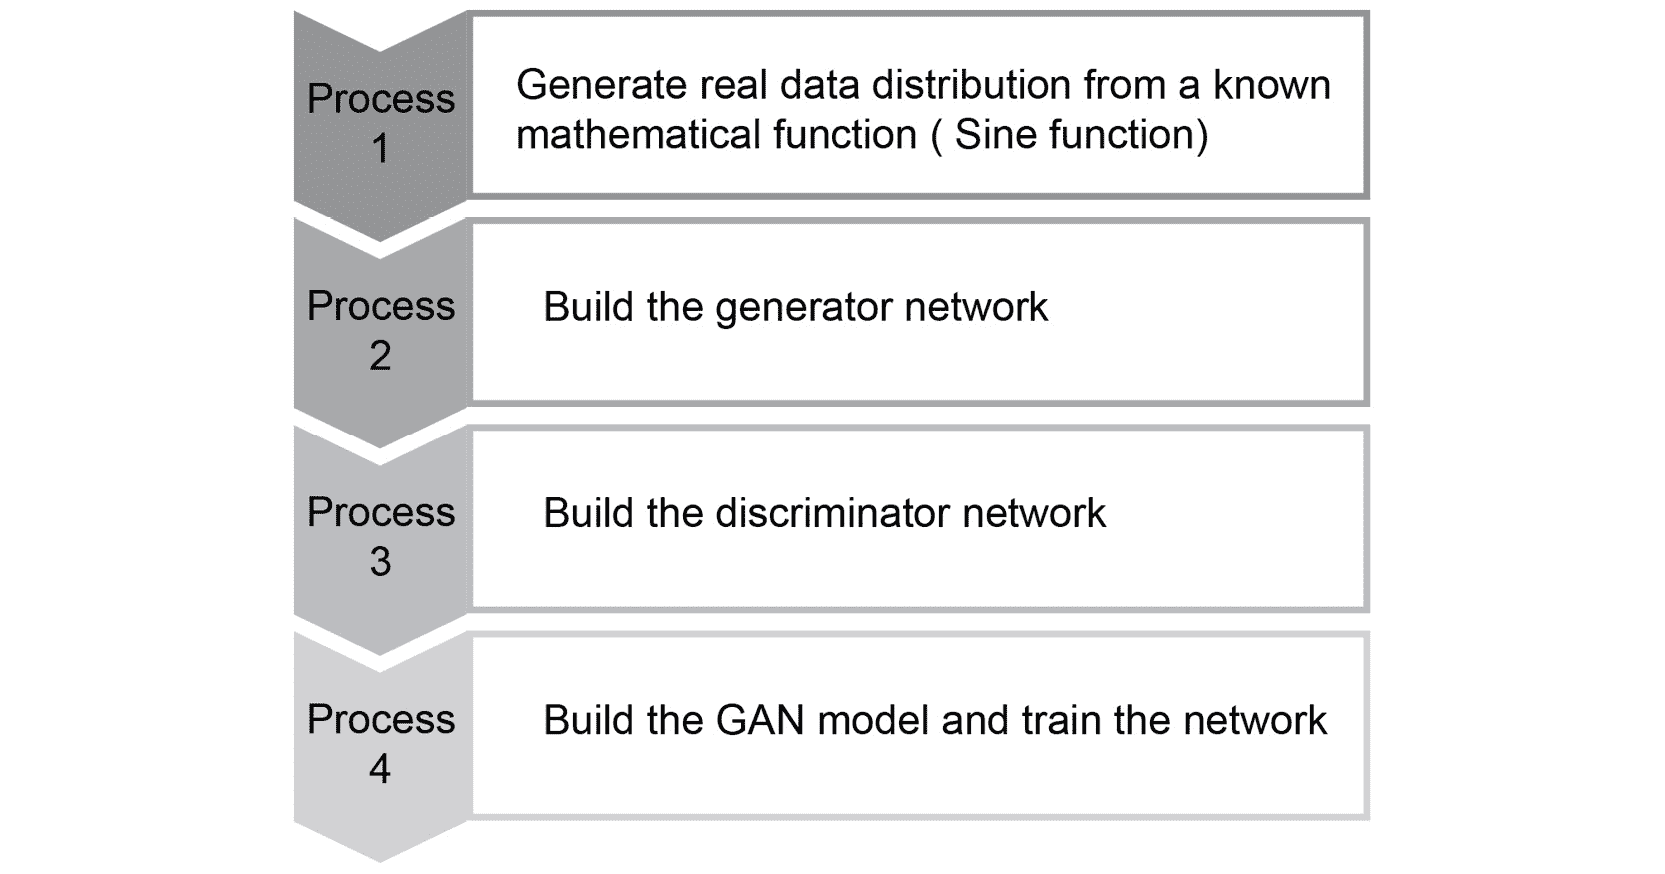 Process
1
Generate real data distribution from a known
mathematical function ( Sine function)
Process
2
Build the generator network
Process
3
Build the discriminator network
Process
4
Build the GAN model and train the network